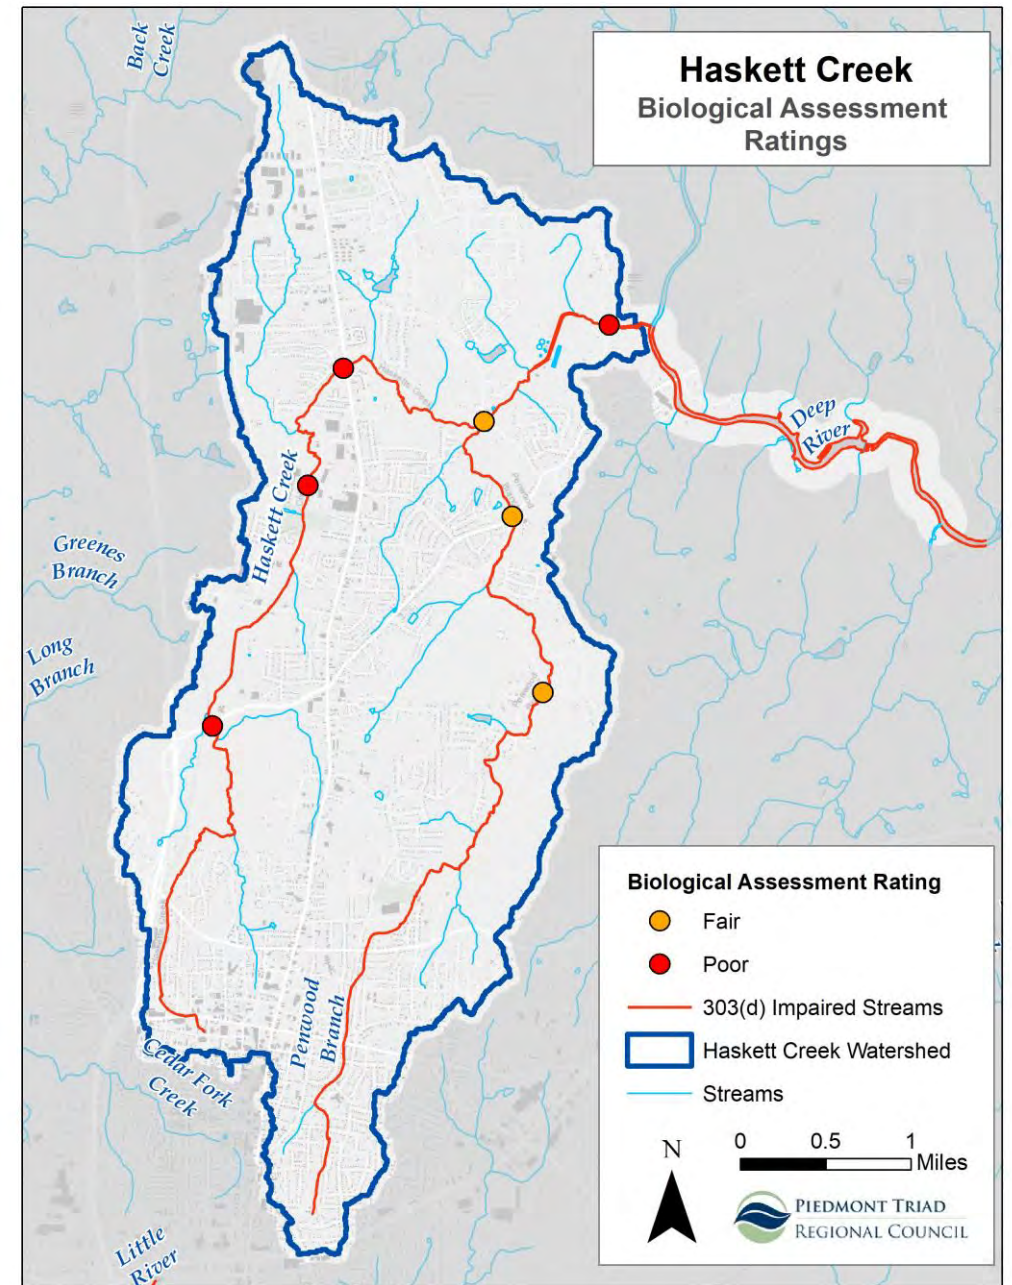 Haskett Creek
Biological Assessment
Ratings
Back
Creek
Deep
River
Haskett Creek
Greenes
Branch
Long
Branch
Penwood
Branch
Cedar Fork
Creek
Little
River
Biological Assessment Rating
Fair
Poor
303(d) Impaired Streams
Haskett Creek Watershed
Streams
N
0 0.5 1
Miles
PIEDMONT TRIAD
REGIONAL COUNCIL